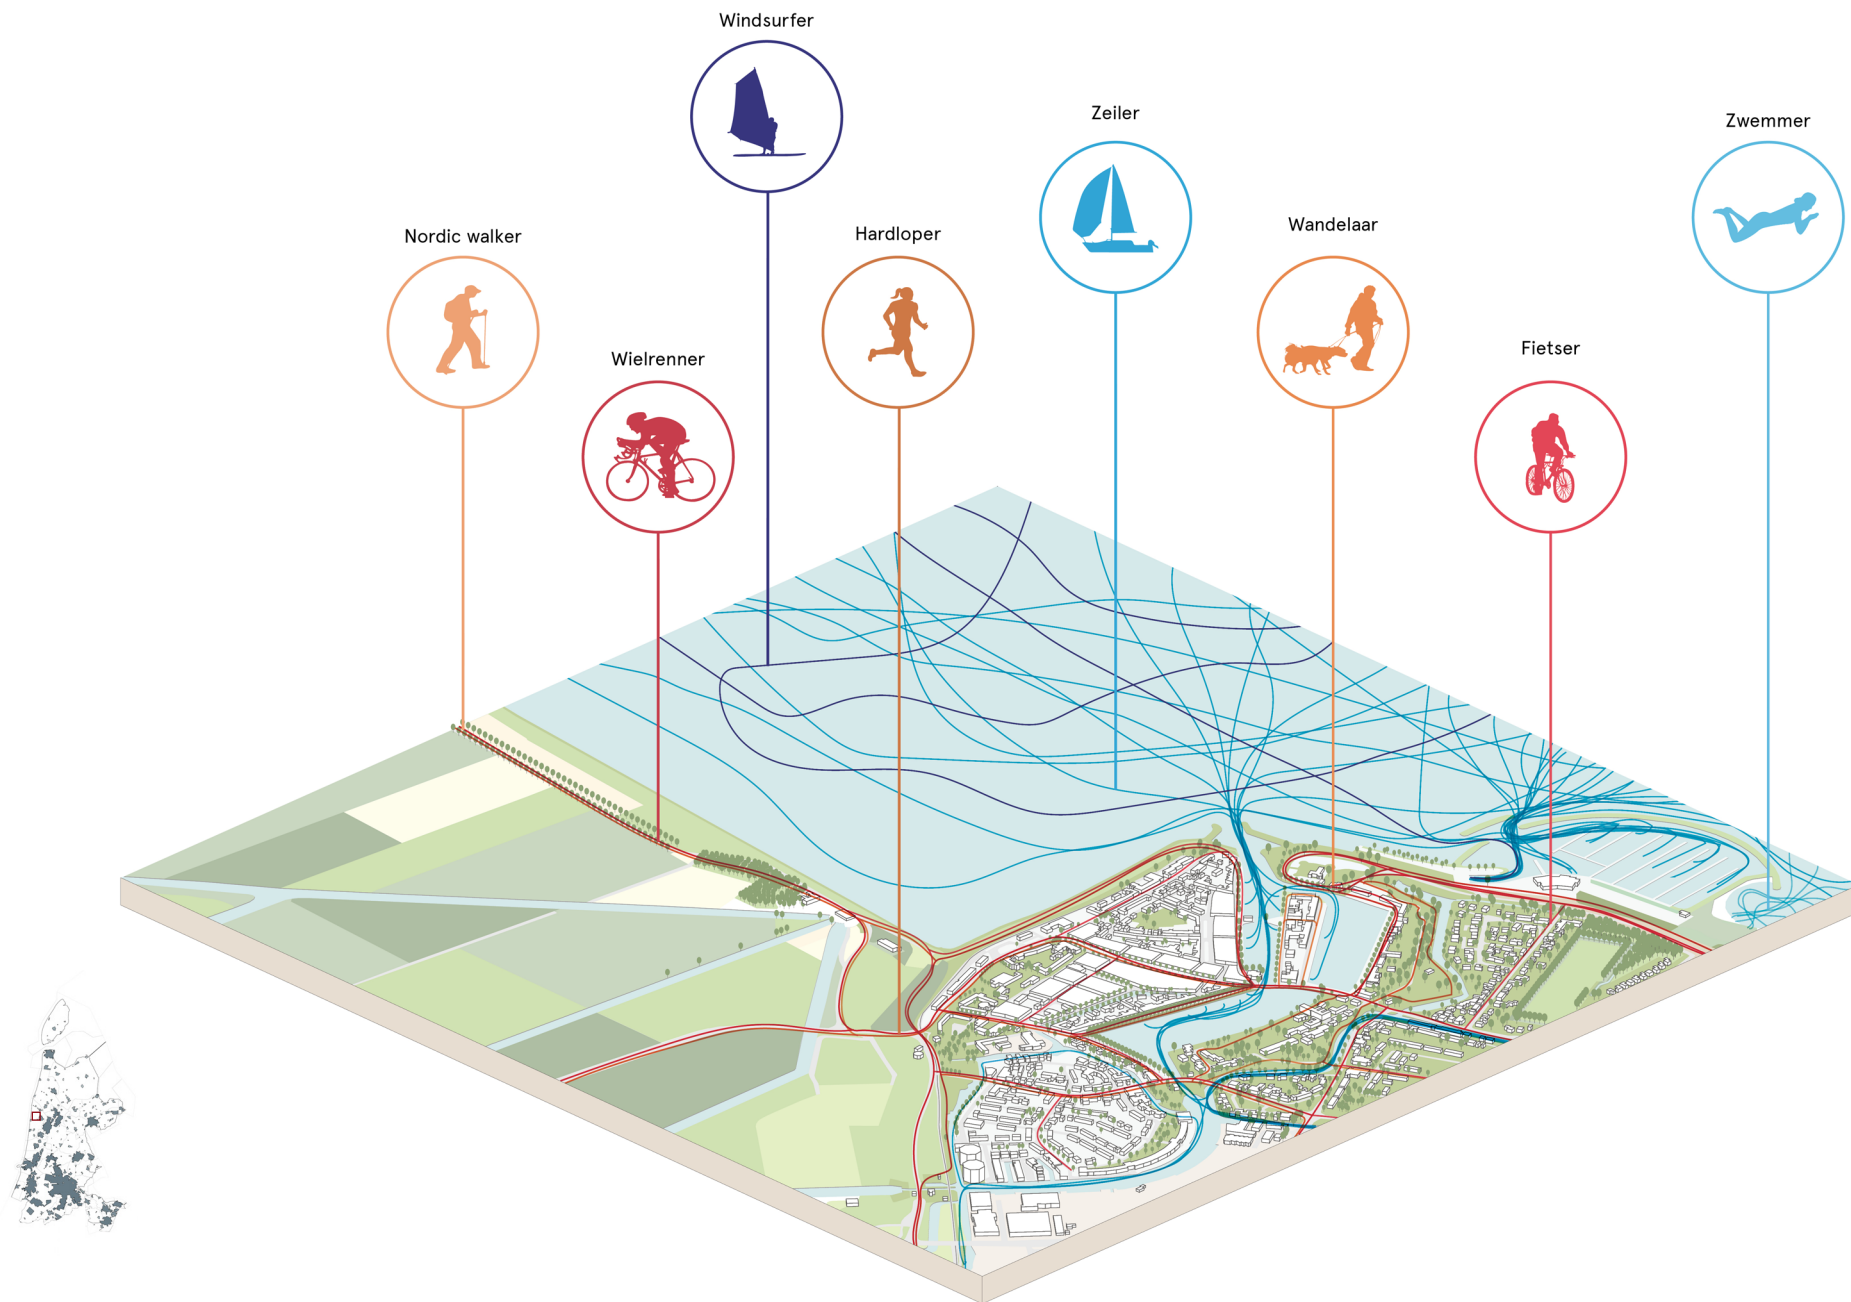 Windsurfer
Zeiler
Zwemmer
Wandelaar
Hardloper
Nordic walker
Fietser
Wielrenner